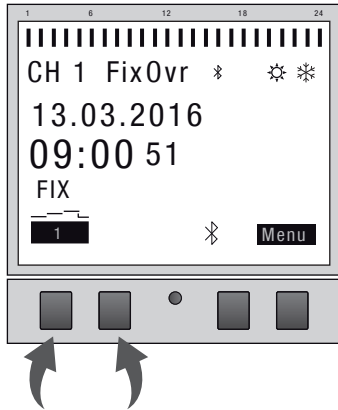 1 6 12 18 24
CH 1 FixOvr
13.03.2016
09:00 51
FIX
1 Menu